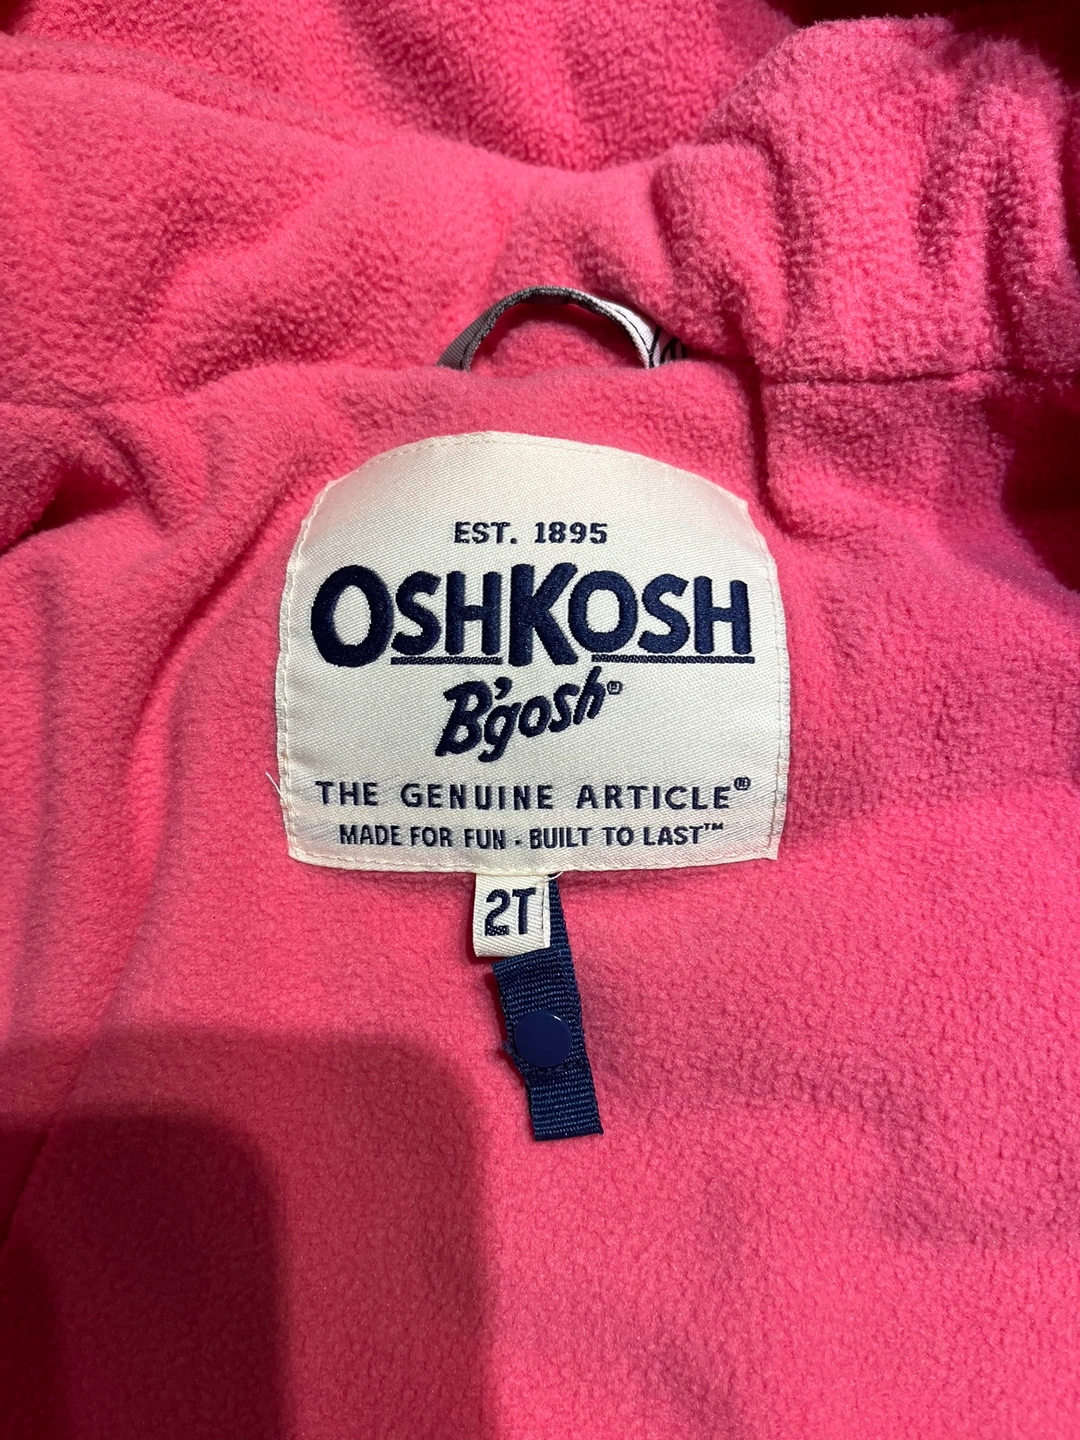 EST. 1895
OSHKOSH
B'gosh®
THE GENUINE ARTICLE®
MADE FOR FUN - BUILT TO LAST™
2T